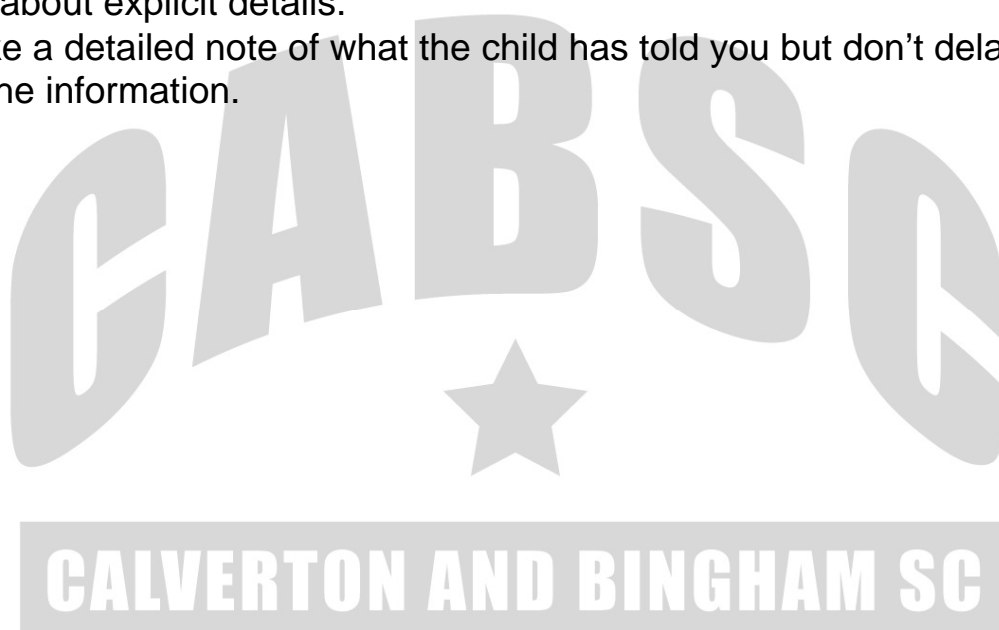 about explicit details.
e a detailed note of what the child has told you but don't dela
ne information.
CABSC
CALVERTON AND BINGHAM SC